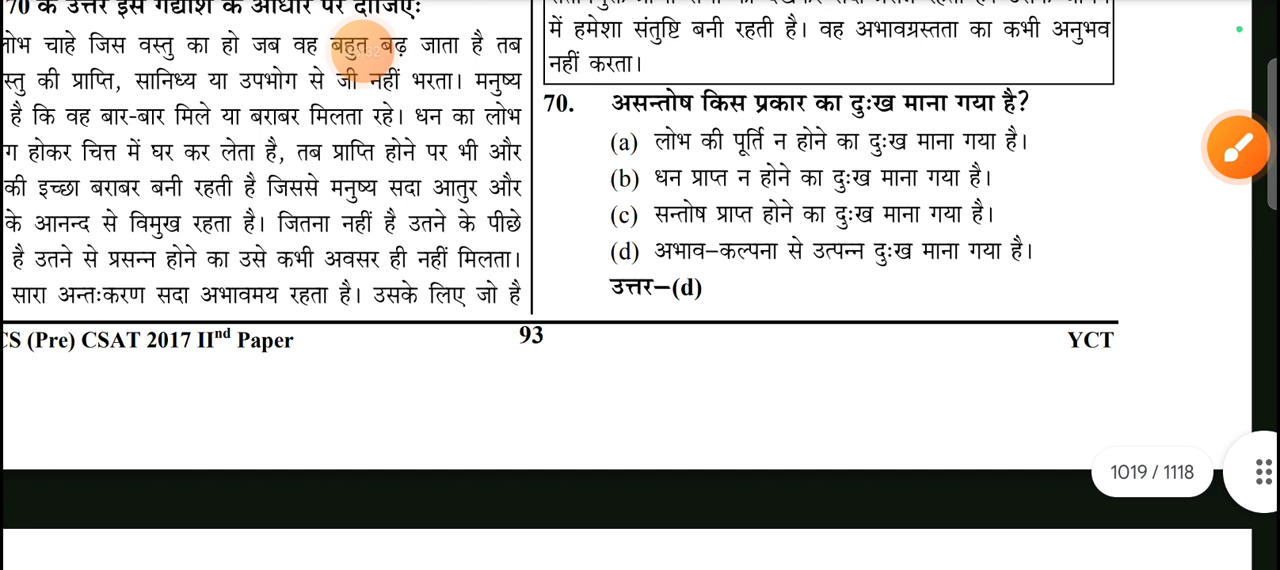 70 के उत्तर इस गद्यांश के आधार पर दीजिएः
लोभ चाहे जिस वस्तु का हो जब वह बहुत बढ़ जाता है तब
स्तु की प्राप्ति, सानिध्य या उपभोग से जी नहीं भरता। मनुष्य
है कि वह बार-बार मिले या बराबर मिलता रहे। धन का लोभ
ग होकर चित्त में घर कर लेता है, तब प्राप्ति होने पर भी और
की इच्छा बराबर बनी रहती है जिससे मनुष्य सदा आतुर और
के आनन्द से विमुख रहता है। जितना नहीं है उतने के पीछे
है उतने से प्रसन्न होने का उसे कभी अवसर ही नहीं मिलता।
सारा अन्तःकरण सदा अभावमय रहता है। उसके लिए जो है
में हमेशा संतुष्टि बनी रहती है। वह अभावग्रस्तता का कभी अनुभव
नहीं करता।
70. असन्तोष किस प्रकार का दुःख माना गया है?
(a) लोभ की पूर्ति न होने का दुःख माना गया है।
(b) धन प्राप्त न होने का दुःख माना गया है।
(c) सन्तोष प्राप्त होने का दुःख माना गया है।
(d) अभाव-कल्पना से उत्पन्न दुःख माना गया है।
उत्तर–(d)
CS (Pre) CSAT 2017 IInd Paper 93 YCT
1019 / 1118